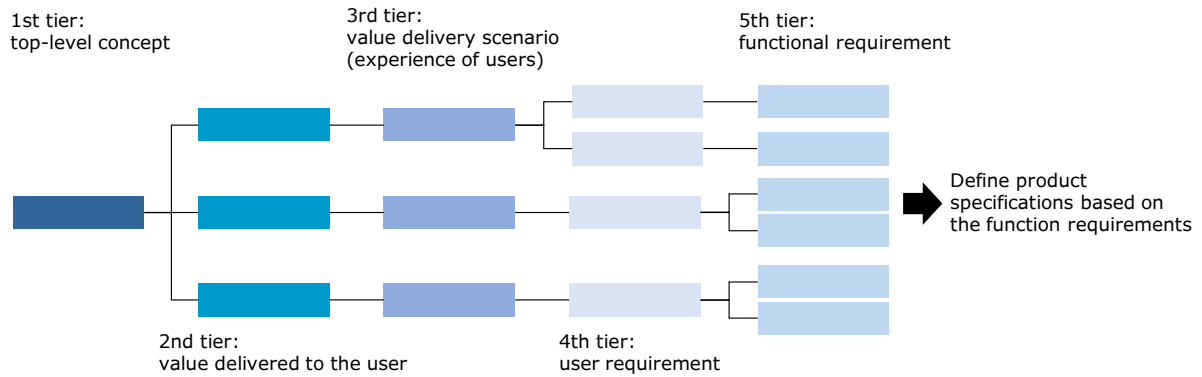 1st tier:
top-level concept
3rd tier:
value delivery scenario
(experience of users)
5th tier:
functional requirement
Define product
specifications based on
the function requirements
2nd tier:
value delivered to the user
4th tier:
user requirement